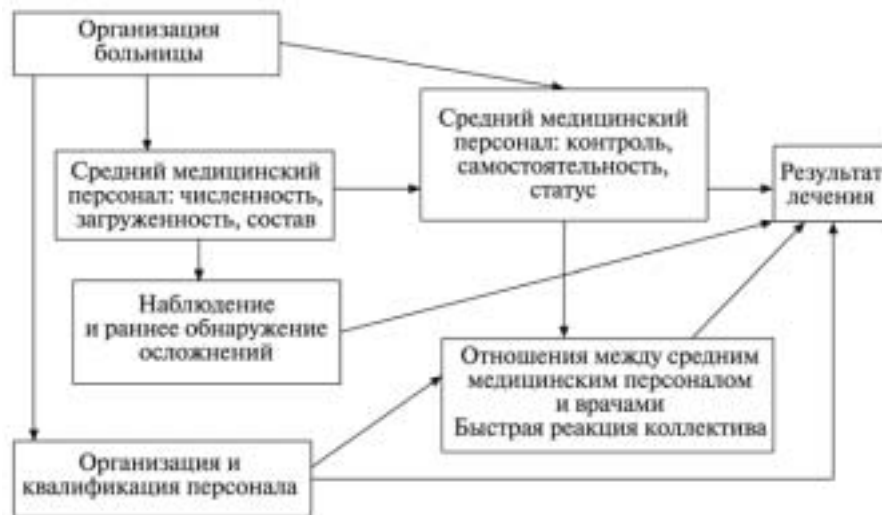 Организация
больницы
Средний медицинский
персонал: контроль,
самостоятельность,
статус
Средний медицинский
персонал: численность,
загруженность, состав
Результат
лечения
Наблюдение
и раннее обнаружение
осложнений
Отношения между средним
медицинским персоналом
и врачами
Быстрая реакция коллектива
Организация и
квалификация персонала